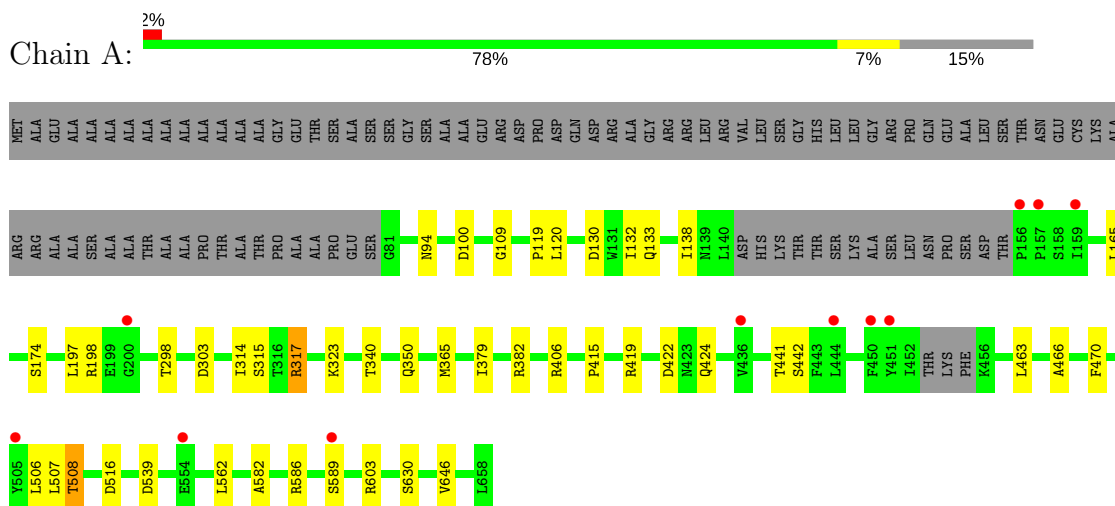 2%
Chain A:
78% 7% 15%
MET ALA GLU ALA ALA ALA ALA ALA ALA ALA ALA ALA ALA ALA GLY GLU THR SER ALA SER SER GLY SER ALA ALA GLU ARG ASP PRO ASP GLN ASP ARG ALA GLY ARG ARG LEU ARG VAL LEU SER GLY HIS LEU LEU GLY ARG PRO GLN GLU ALA LEU SER THR ASN CYS LYS ALA
ARG ARG ALA ALA SER ALA ALA THR ALA ALA PRO THR ALA THR PRO ALA ALA PRO GLU SER G81 N94 D100 G109 P119 L120 D130 W131 I132 Q133 I138 N139 L140 ASP HIS LYS THR THR SER LYS ALA SER LEU ASN PRO SER ASP THR P156 P157 S158 I159 L165
S174 L197 R198 E199 G200 T298 D303 I314 S315 T316 R317 K323 T340 Q350 M365 I379 R382 R406 P415 R419 D422 N423 Q424 V436 T441 S442 F443 L444 F450 Y451 I452 THR LYS PHE K456 L463 A466 F470
Y505 L506 L507 T508 D516 D539 E554 L562 A582 R586 S589 R603 S630 V646 L658